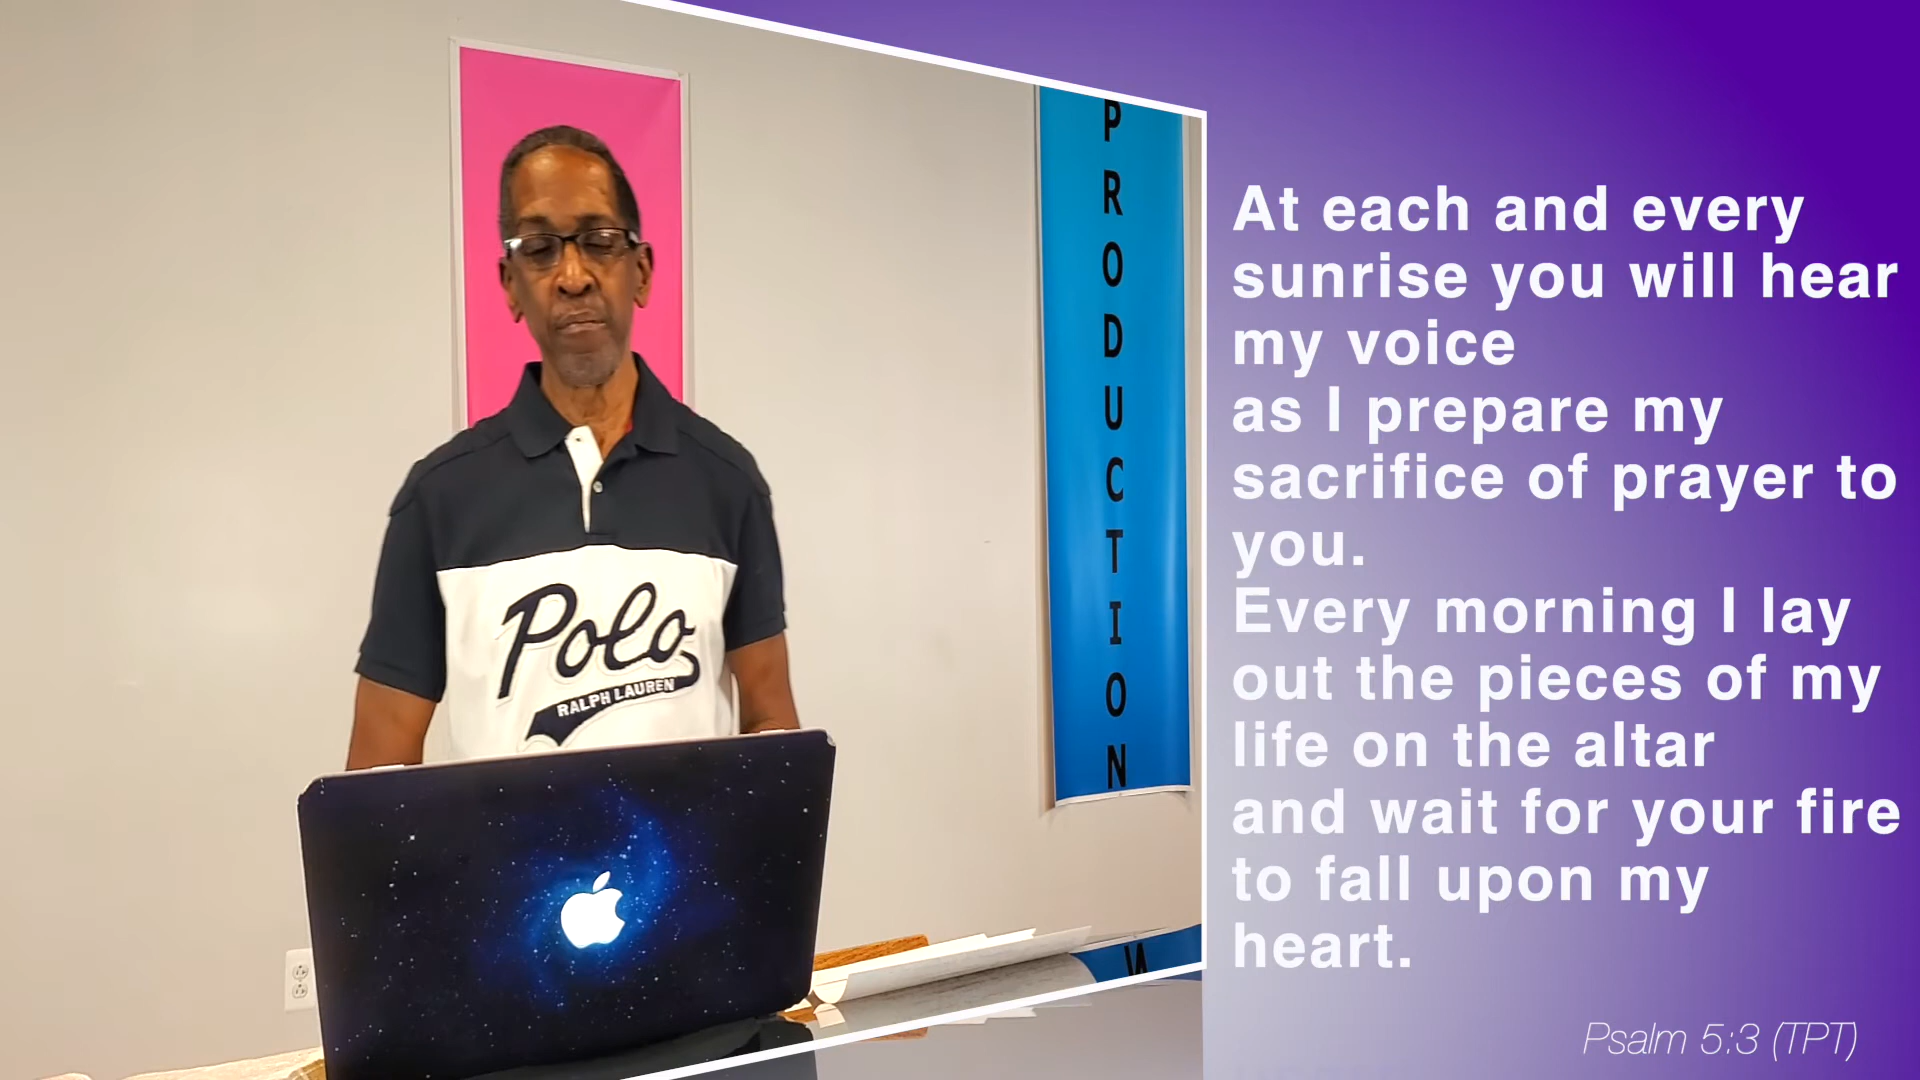 P
R
O
D
U
C
T
I
O
N
Polo
RALPH LAUREN
N
At each and every
sunrise you will hear
my voice
as I prepare my
sacrifice of prayer to
you.
Every morning I lay
out the pieces of my
life on the altar
and wait for your fire
to fall upon my
heart.
Psalm 5:3 (TPT)